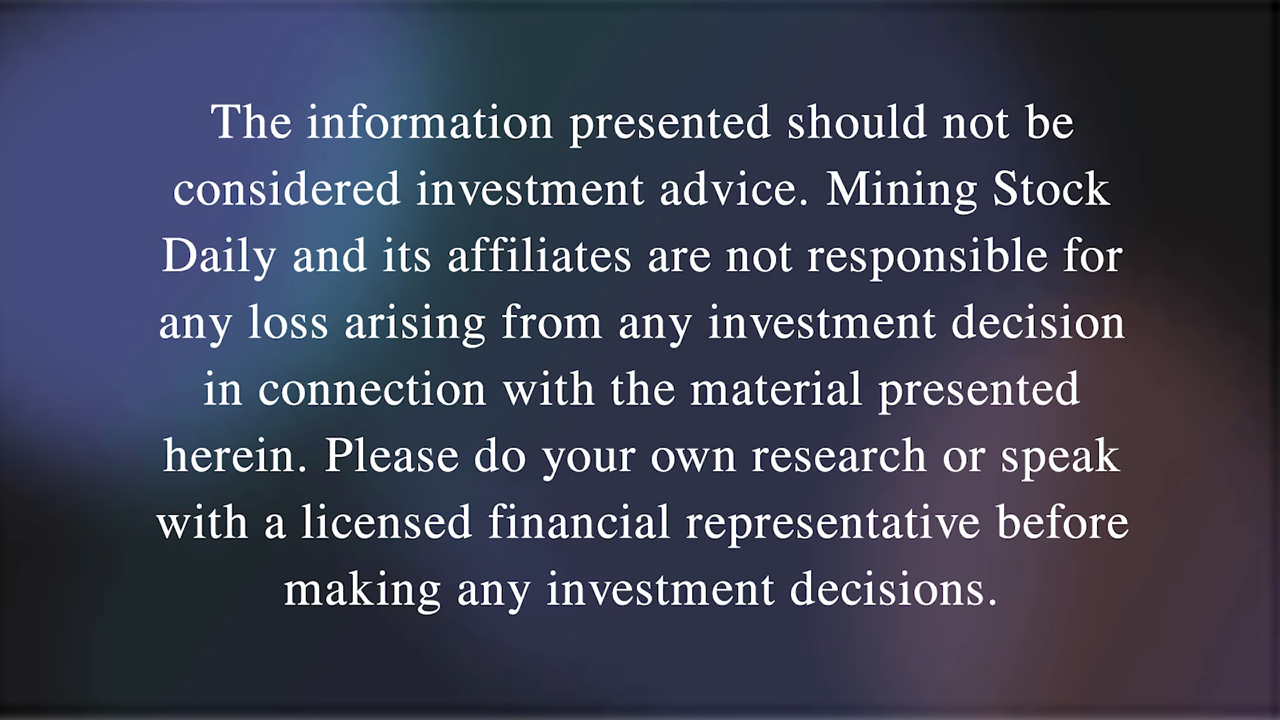 The information presented should not be
considered investment advice. Mining Stock
Daily and its affiliates are not responsible for
any loss arising from any investment decision
in connection with the material presented
herein. Please do your own research or speak
with a licensed financial representative before
making any investment decisions.